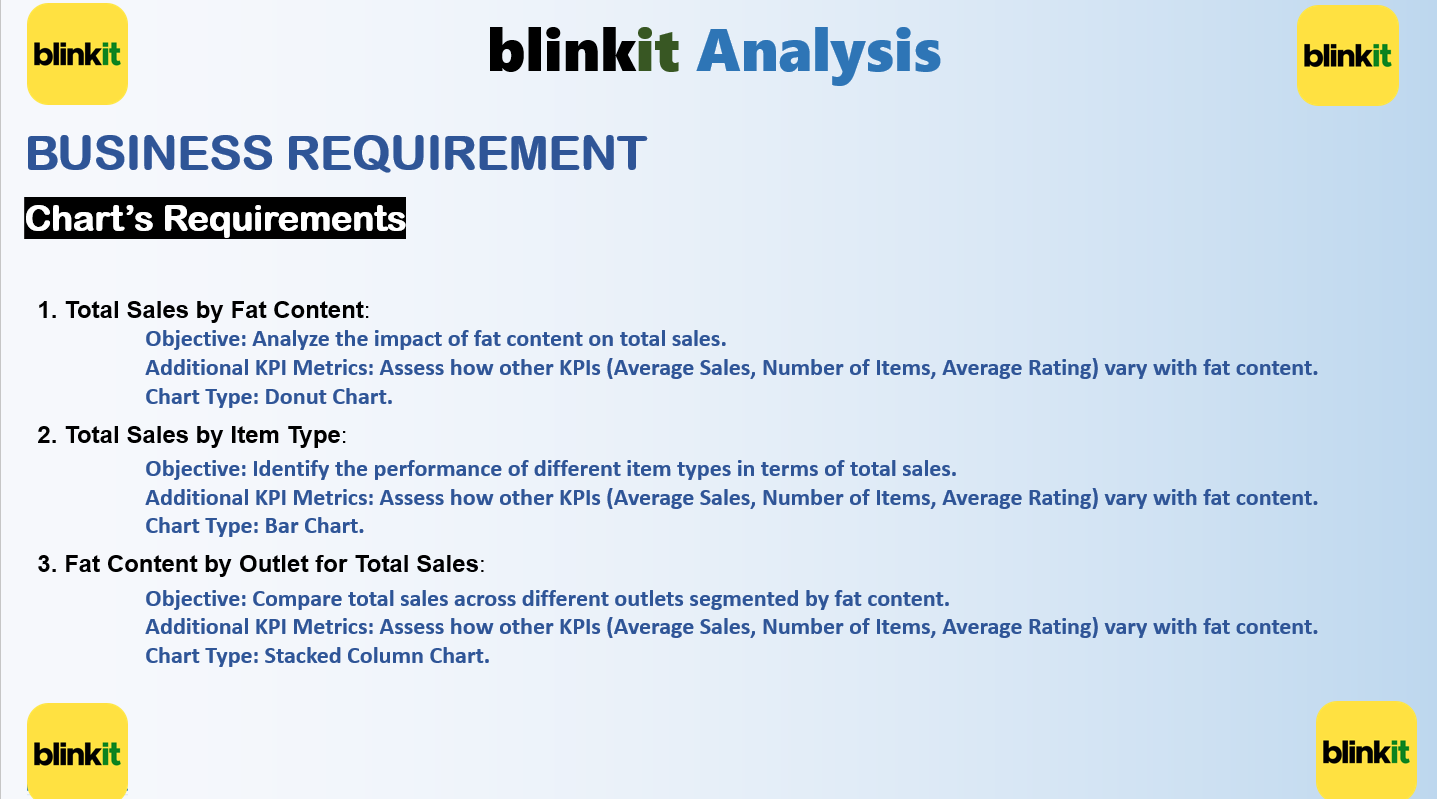 blinkit
blinkit Analysis
blinkit
BUSINESS REQUIREMENT
Chart’s Requirements
1. Total Sales by Fat Content:
Objective: Analyze the impact of fat content on total sales.
Additional KPI Metrics: Assess how other KPIs (Average Sales, Number of Items, Average Rating) vary with fat content.
Chart Type: Donut Chart.
2. Total Sales by Item Type:
Objective: Identify the performance of different item types in terms of total sales.
Additional KPI Metrics: Assess how other KPIs (Average Sales, Number of Items, Average Rating) vary with fat content.
Chart Type: Bar Chart.
3. Fat Content by Outlet for Total Sales:
Objective: Compare total sales across different outlets segmented by fat content.
Additional KPI Metrics: Assess how other KPIs (Average Sales, Number of Items, Average Rating) vary with fat content.
Chart Type: Stacked Column Chart.
blinkit
blinkit